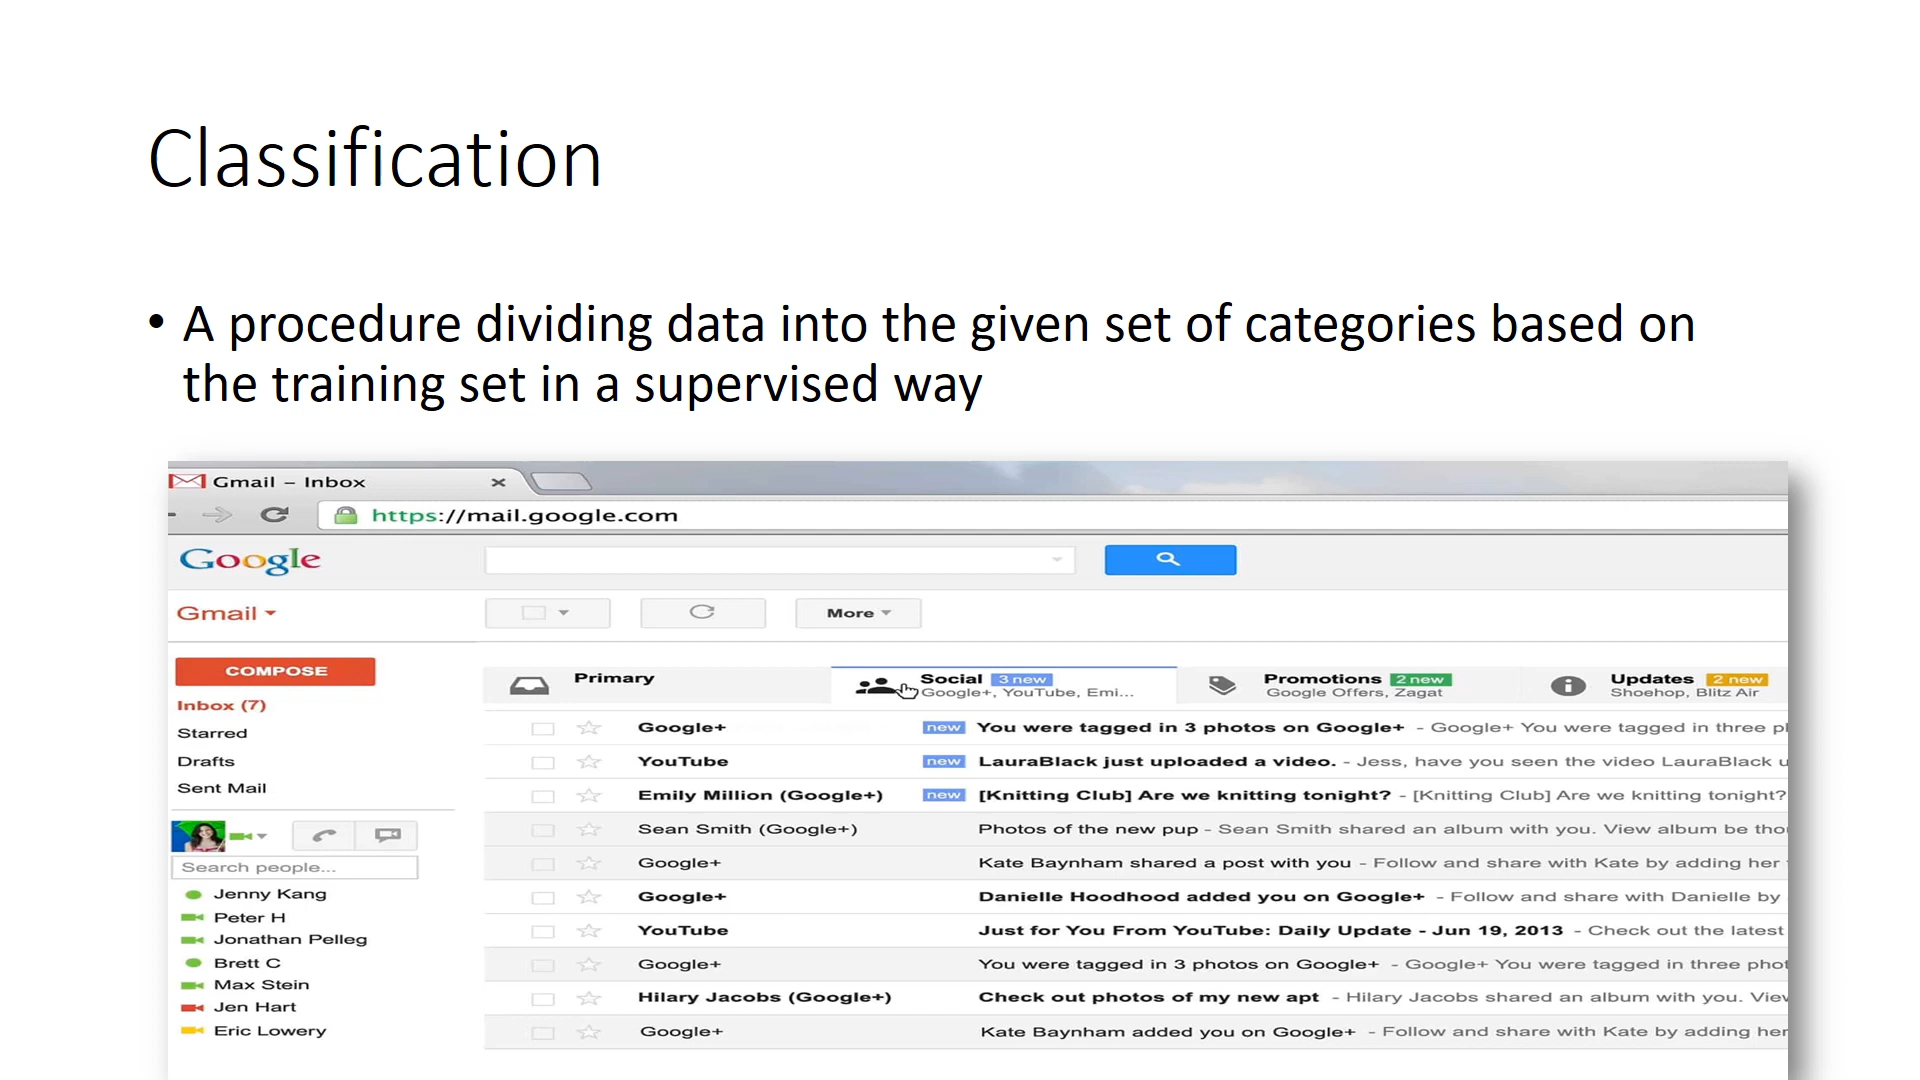 Classification
• A procedure dividing data into the given set of categories based on
the training set in a supervised way
Gmail – Inbox ×
https://mail.google.com
Google
Gmail
More
COMPOSE
Inbox (7)
Starred
Drafts
Sent Mail
Search people...
Jenny Kang
Peter H
Jonathan Pelleg
Brett C
Max Stein
Jen Hart
Eric Lowery
Primary
Social 3 new
Google+, YouTube, Emi...
Promotions 2 new
Google Offers, Zagat
Updates 2 new
Shoehop, Blitz Air
Google+ new You were tagged in 3 photos on Google+ - Google+ You were tagged in three
YouTube new LauraBlack just uploaded a video. - Jess, have you seen the video LauraBlack
Emily Million (Google+) new [Knitting Club] Are we knitting tonight? - [Knitting Club] Are we knitting tonight?
Sean Smith (Google+) Photos of the new pup - Sean Smith shared an album with you. View album be
Google+ Kate Baynham shared a post with you - Follow and share with Kate by adding her
Google+ Danielle Hoodhood added you on Google+ - Follow and share with Danielle by
YouTube Just for You From YouTube: Daily Update - Jun 19, 2013 - Check out the latest
Google+ You were tagged in 3 photos on Google+ - Google+ You were tagged in three
Hilary Jacobs (Google+) Check out photos of my new apt - Hilary Jacobs shared an album with you.
Google+ Kate Baynham added you on Google+ - Follow and share with Kate by adding her